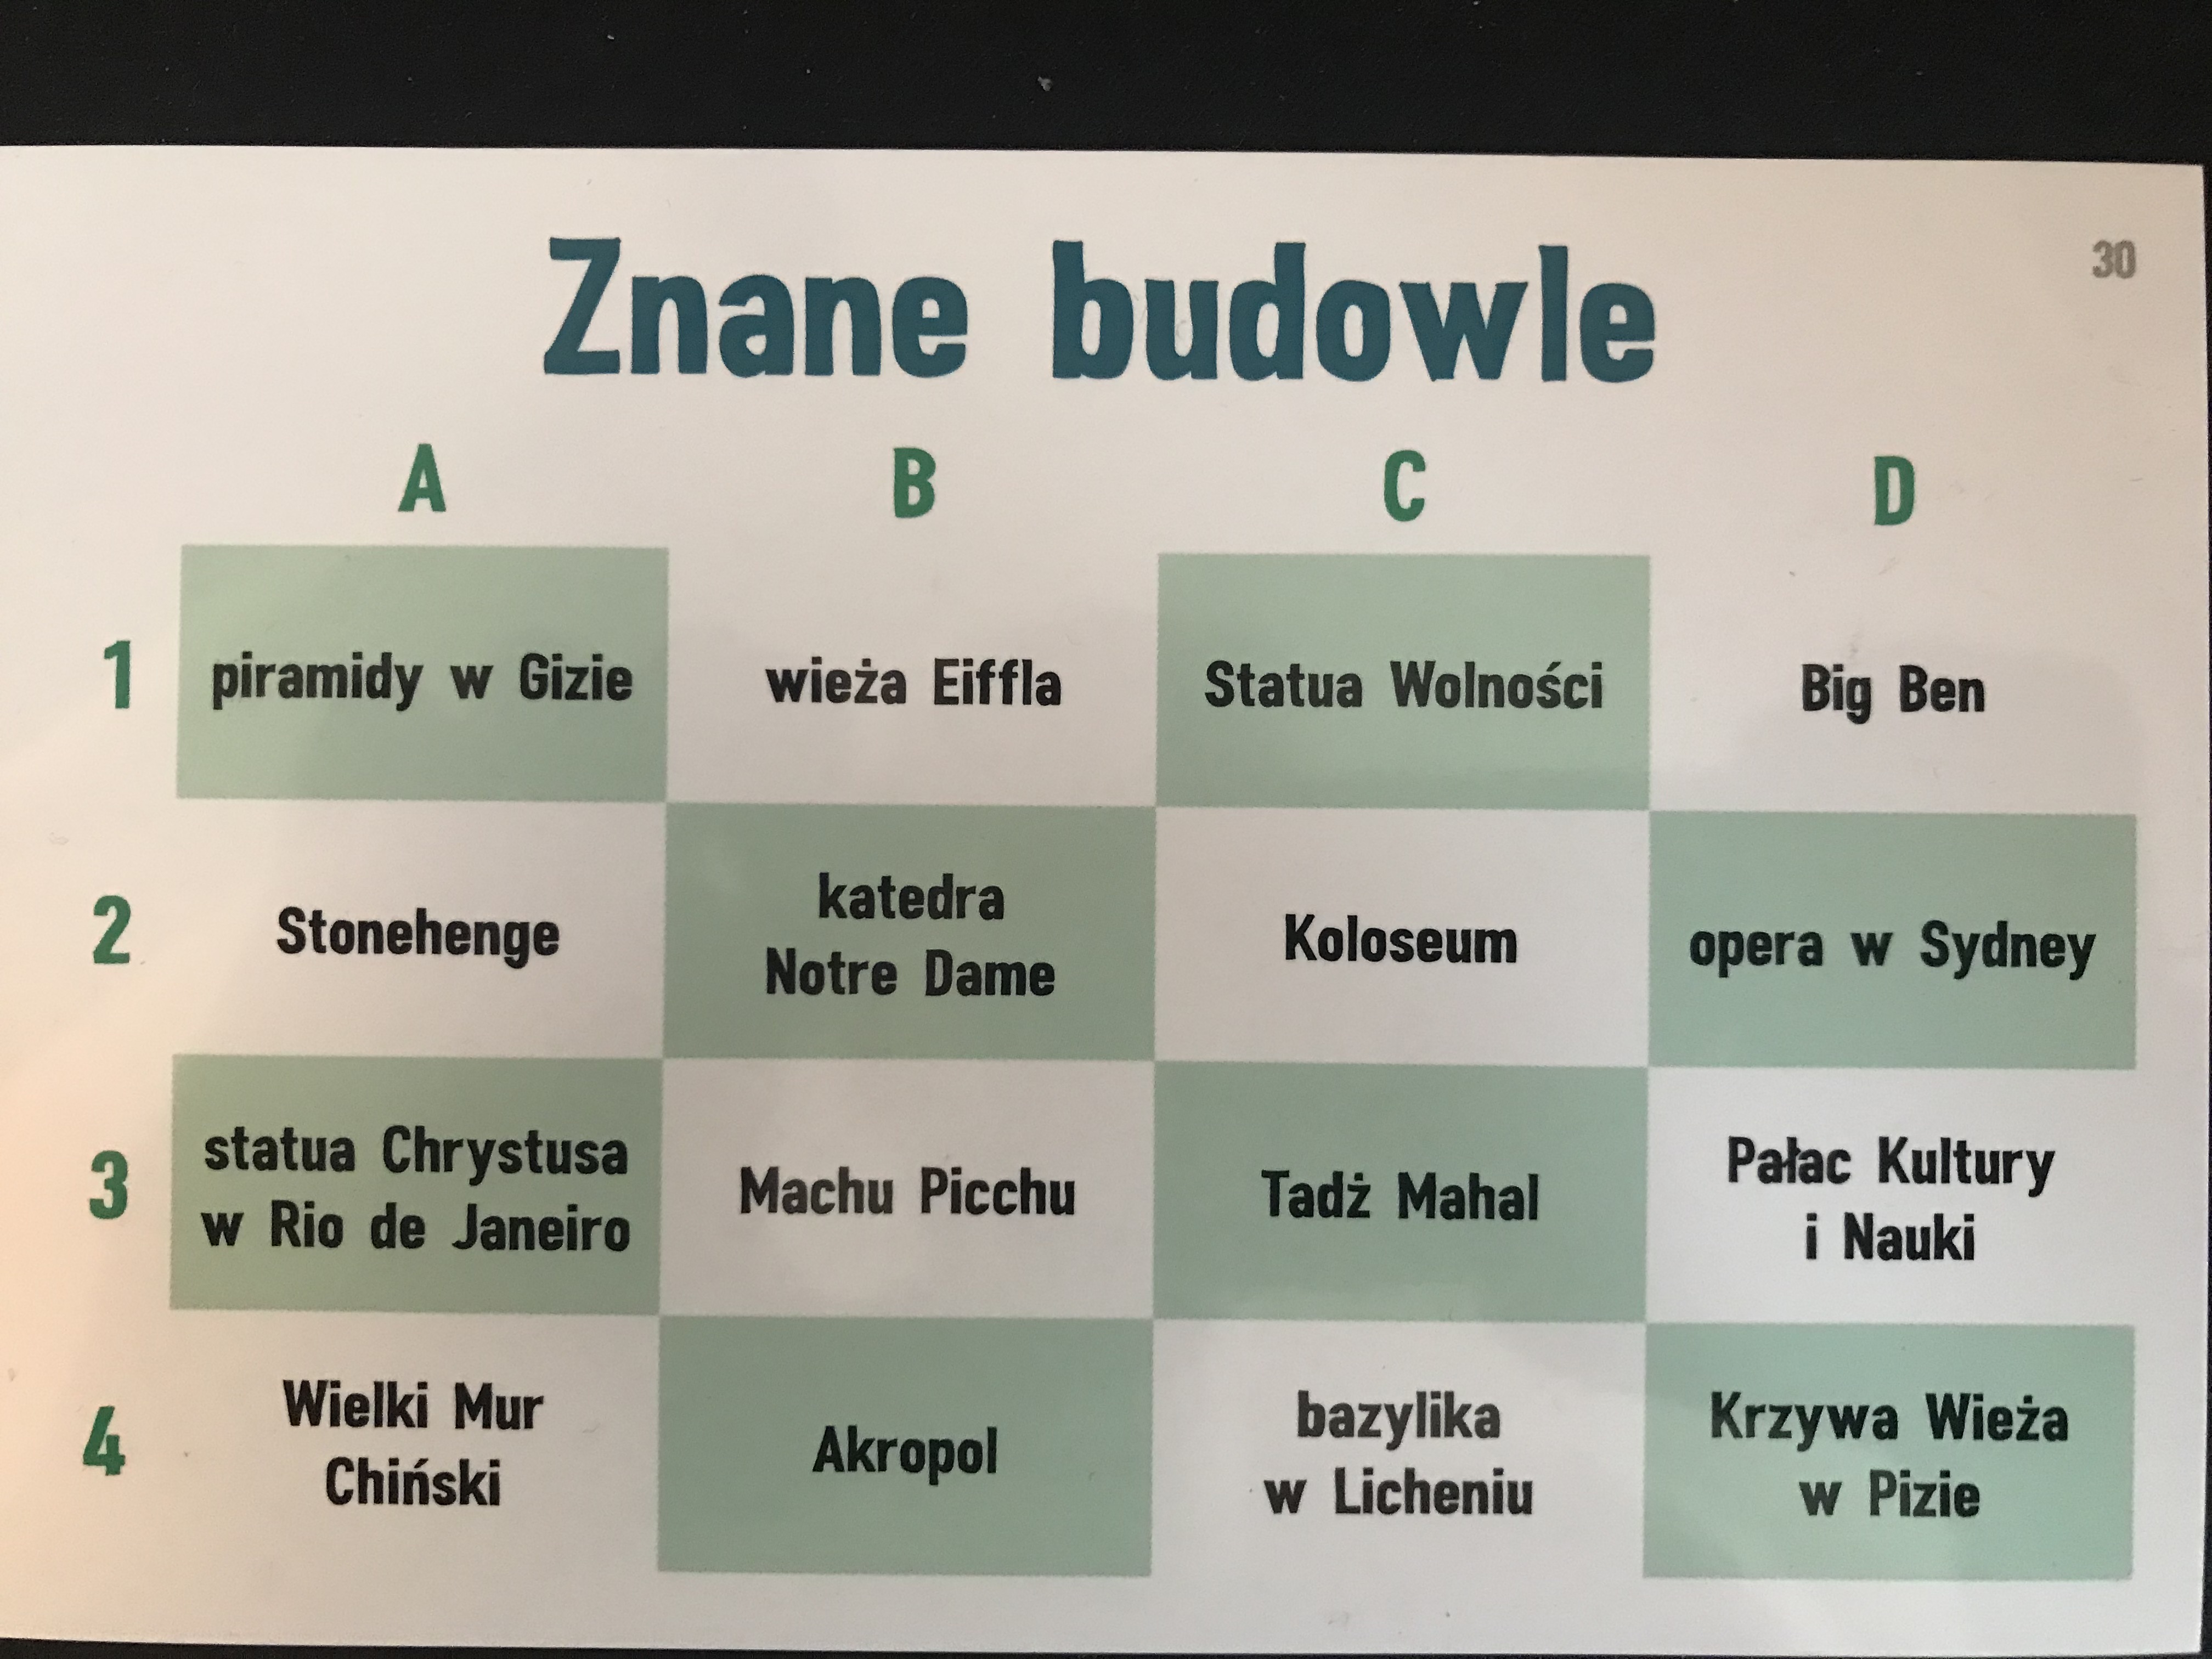 30
Znane budowle
A B C D
1 piramidy w Gizie wieża Eiffla Statua Wolności Big Ben
2 Stonehenge katedra Notre Dame Koloseum opera w Sydney
3 statua Chrystusa w Rio de Janeiro Machu Picchu Tadż Mahal Pałac Kultury i Nauki
4 Wielki Mur Chiński Akropol bazylika w Licheniu Krzywa Wieża w Pizie